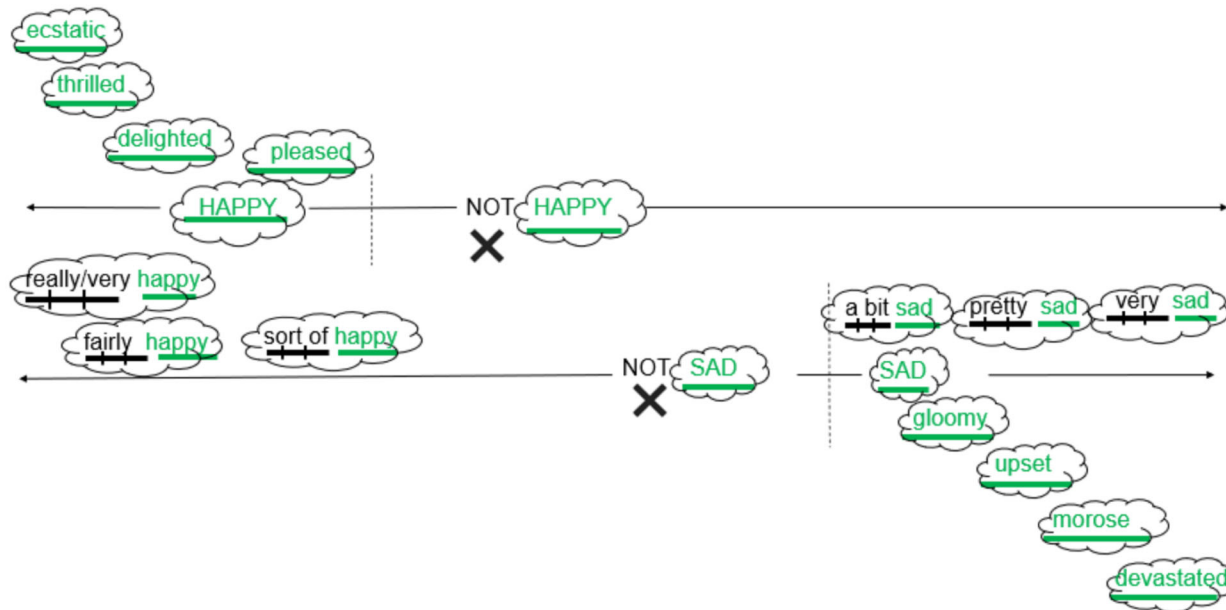 ecstatic
thrilled
delighted
pleased
HAPPY
NOT HAPPY
really/very happy
fairly happy
sort of happy
a bit sad
pretty sad
very sad
NOT SAD
SAD
gloomy
upset
morose
devastated